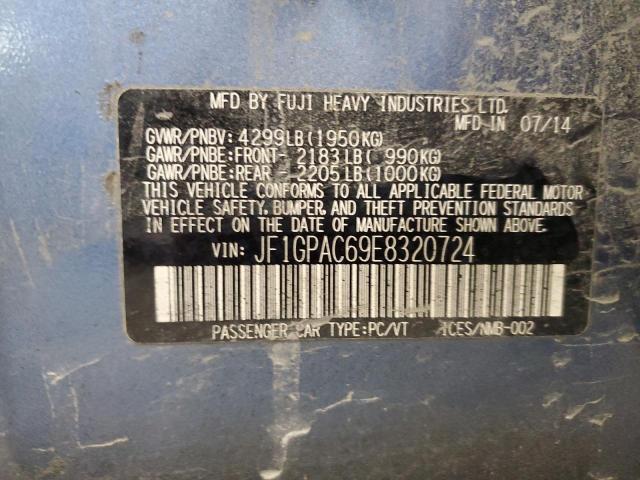 MFD BY FUJI HEAVY INDUSTRIES LTD.
MFD IN 07/14
GVWR/PNBV: 4299LB(1950KG)
GAWR/PNBE:FRONT- 2183LB( 990KG)
GAWR/PNBE:REAR - 2205LB(1000KG)
THIS VEHICLE CONFORMS TO ALL APPLICABLE FEDERAL MOTOR
VEHICLE SAFETY, BUMPER, AND THEFT PREVENTION STANDARDS
IN EFFECT ON THE DATE OF MANUFACTURE SHOWN ABOVE.
VIN: JF1GPAC69E8320724
PASSENGER CAR TYPE:PC/VT TCES/NMB-002